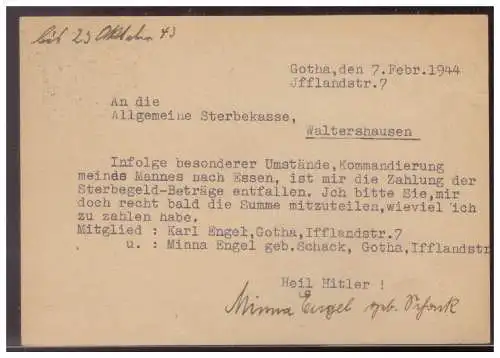 bis 23 Oktober 43
Gotha,den 7.Febr.1944
Jfflandstr.7
An die
Allgemeine Sterbekasse,
Waltershausen
Infolge besonderer Umstände,Kommandierung
meinds Mannes nach Essen, ist mir die Zahlung der
Sterbegeld-Beträge entfallen. Jch bitte Sie,mir
doch recht bald die Summe mitzuteilen,wieviel ich
zu zahlen habe.
Mitglied : Karl Engel,Gotha,Jfflandstr.7
u. : Minna Engel geb.Schack, Gotha,Ifflandstr
Heil Hitler !
Minna Engel geb. Schack